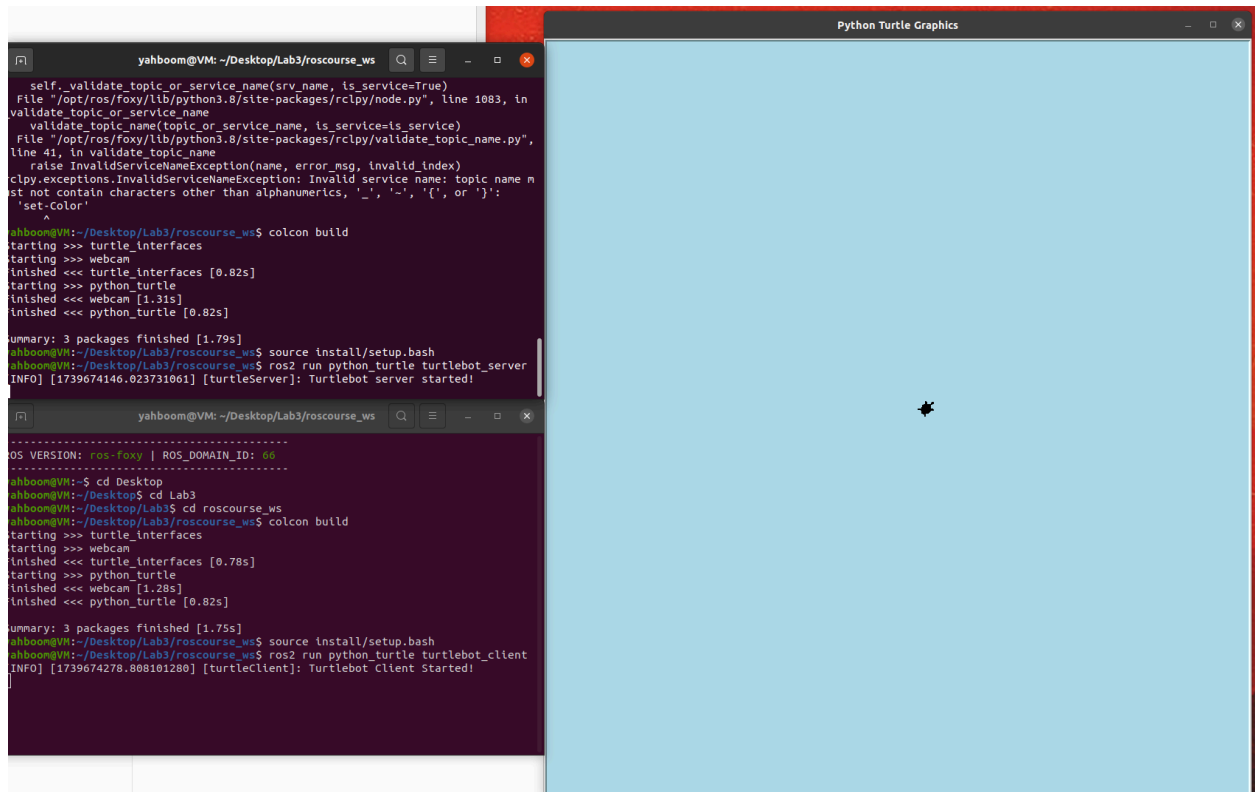 Python Turtle Graphics
yahboom@VM: ~/Desktop/Lab3/roscourse_ws
self._validate_topic_or_service_name(srv_name, is_service=True)
File "/opt/ros/foxy/lib/python3.8/site-packages/rclpy/node.py", line 1083, in
_validate_topic_or_service_name
validate_topic_name(topic_or_service_name, is_service=is_service)
File "/opt/ros/foxy/lib/python3.8/site-packages/rclpy/validate_topic_name.py",
line 41, in validate_topic_name
raise InvalidServiceNameException(name, error_msg, invalid_index)
rclpy.exceptions.InvalidServiceNameException: Invalid service name: topic name m
ust not contain characters other than alphanumerics, '_', '~', '{', or '}':
'set-Color'
^
yahboom@VM:~/Desktop/Lab3/roscourse_ws$ colcon build
Starting >>> turtle_interfaces
Starting >>> webcam
Finished <<< turtle_interfaces [0.82s]
Starting >>> python_turtle
Finished <<< webcam [1.31s]
Finished <<< python_turtle [0.82s]
Summary: 3 packages finished [1.79s]
yahboom@VM:~/Desktop/Lab3/roscourse_ws$ source install/setup.bash
yahboom@VM:~/Desktop/Lab3/roscourse_ws$ ros2 run python_turtle turtlebot_server
[INFO] [1739674146.023731061] [turtleServer]: Turtlebot server started!
yahboom@VM: ~/Desktop/Lab3/roscourse_ws
------------------------------------------
ROS VERSION: ros-foxy | ROS_DOMAIN_ID: 66
------------------------------------------
yahboom@VM:~$ cd Desktop
yahboom@VM:~/Desktop$ cd Lab3
yahboom@VM:~/Desktop/Lab3$ cd roscourse_ws
yahboom@VM:~/Desktop/Lab3/roscourse_ws$ colcon build
Starting >>> turtle_interfaces
Starting >>> webcam
Finished <<< turtle_interfaces [0.78s]
Starting >>> python_turtle
Finished <<< webcam [1.28s]
Finished <<< python_turtle [0.82s]
Summary: 3 packages finished [1.75s]
yahboom@VM:~/Desktop/Lab3/roscourse_ws$ source install/setup.bash
yahboom@VM:~/Desktop/Lab3/roscourse_ws$ ros2 run python_turtle turtlebot_client
[INFO] [1739674278.808101280] [turtleClient]: Turtlebot Client Started!